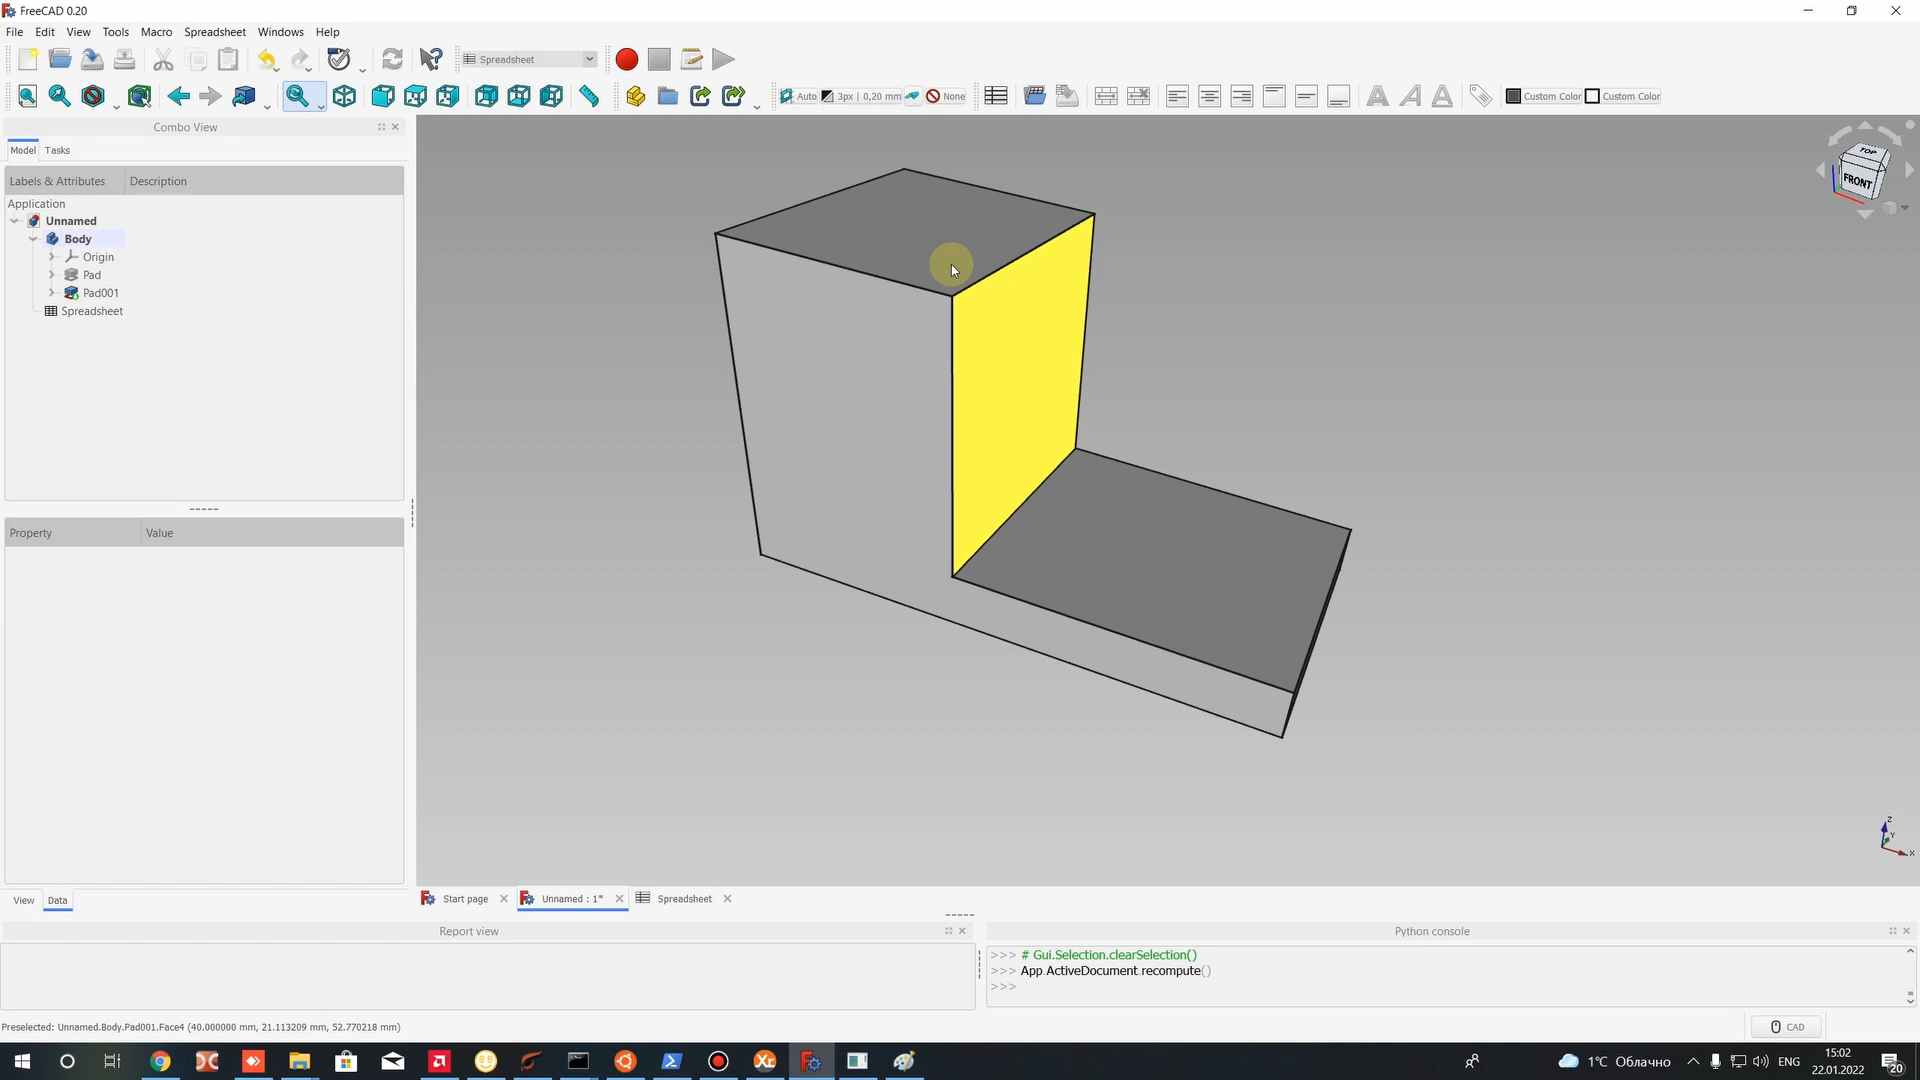 FreeCAD 0.20
File Edit View Tools Macro Spreadsheet Windows Help
Spreadsheet
Auto 3px | 0,20 mm None
Custom Color Custom Color
Combo View
Model Tasks
Labels & Attributes Description
Application
Unnamed
Body
Origin
Pad
Pad001
Spreadsheet
Property Value
TOP
FRONT
Z
Y
X
View Data
Start page Unnamed : 1* Spreadsheet
Report view
Python console
>>> # Gui.Selection.clearSelection()
>>> App.ActiveDocument.recompute()
>>>
Preselected: Unnamed.Body.Pad001.Face4 (40.000000 mm, 21.113209 mm, 52.770218 mm)
CAD
Xr
1°C Облачно
ENG
15:02
22.01.2022
20